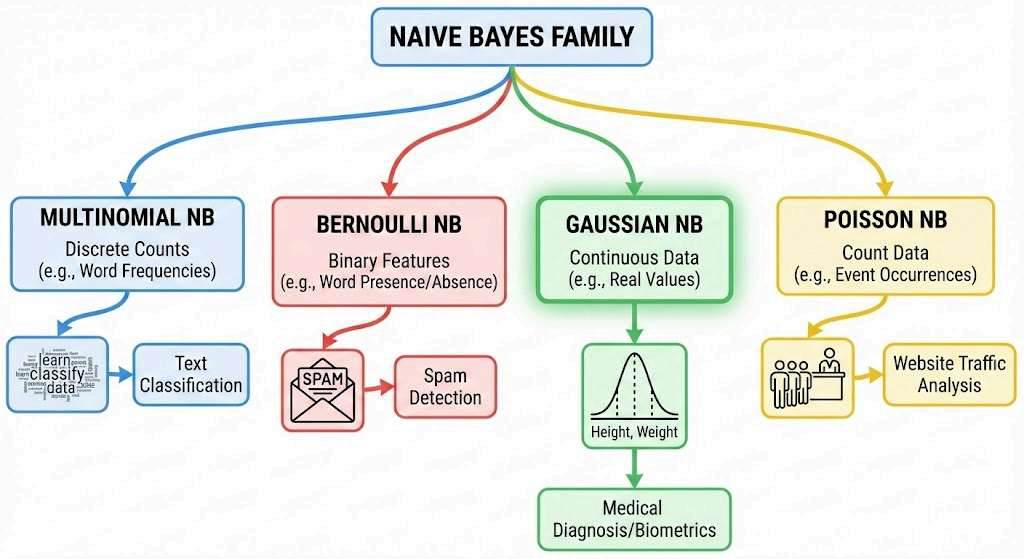 NAIVE BAYES FAMILY
MULTINOMIAL NB
Discrete Counts
(e.g., Word Frequencies)
learn
classify
data
Text
Classification
BERNOULLI NB
Binary Features
(e.g., Word Presence/Absence)
SPAM
Spam
Detection
GAUSSIAN NB
Continuous Data
(e.g., Real Values)
Height, Weight
Medical
Diagnosis/Biometrics
POISSON NB
Count Data
(e.g., Event Occurrences)
Website Traffic
Analysis